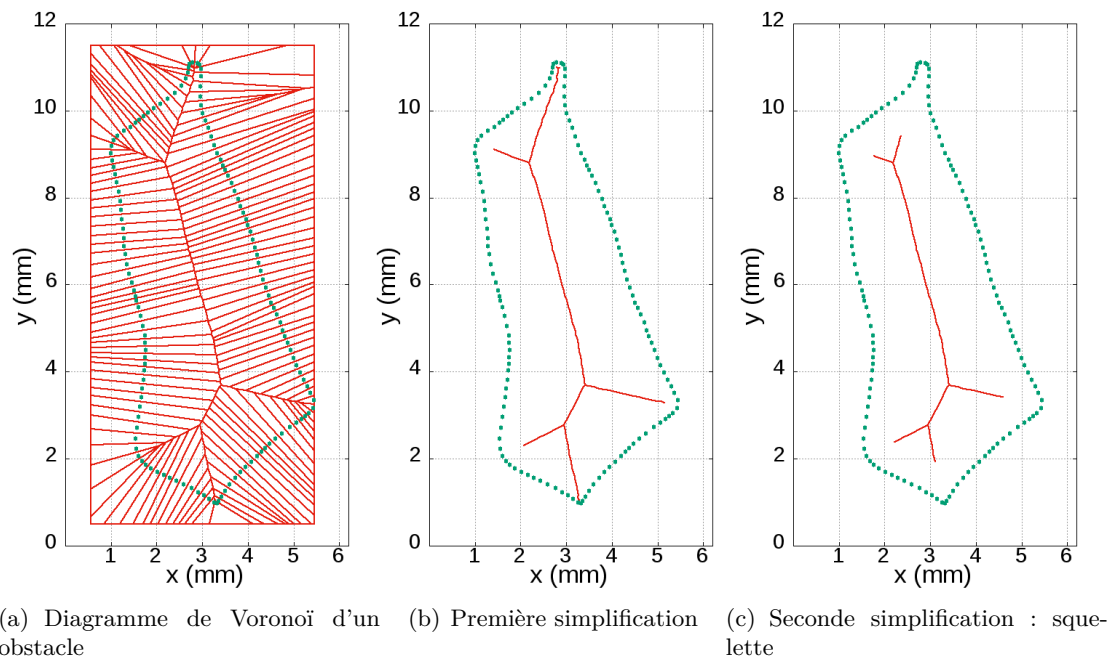 12
10
8
6
4
2
0
1 2 3 4 5 6
x (mm)
y (mm)
12
10
8
6
4
2
0
1 2 3 4 5 6
x (mm)
y (mm)
12
10
8
6
4
2
0
1 2 3 4 5 6
x (mm)
y (mm)
(a) Diagramme de Voronoï d'un
obstacle
(b) Première simplification
(c) Seconde simplification : sque-
lette